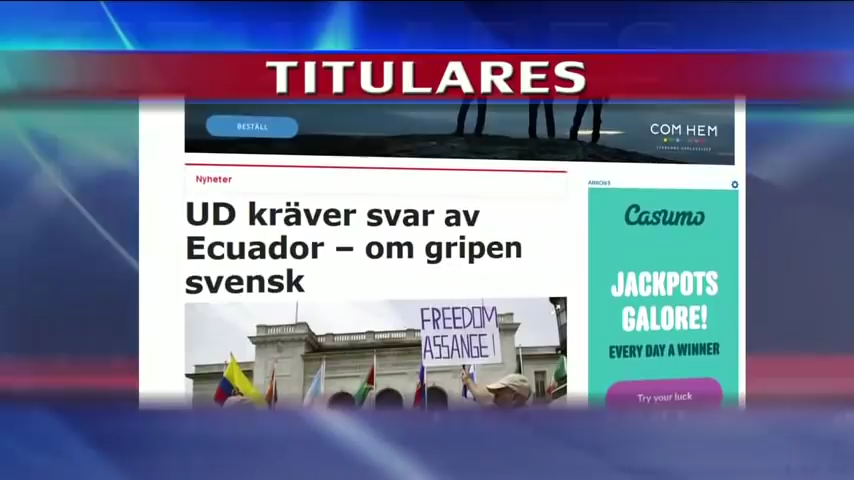 TITULARES
BESTÄLL
COM HEM
Nyheter
ANNONS
UD kräver svar av
Ecuador – om gripen
svensk
Casumo
JACKPOTS
GALORE!
EVERY DAY A WINNER
Try your luck
FREEDOM
ASSANGE!